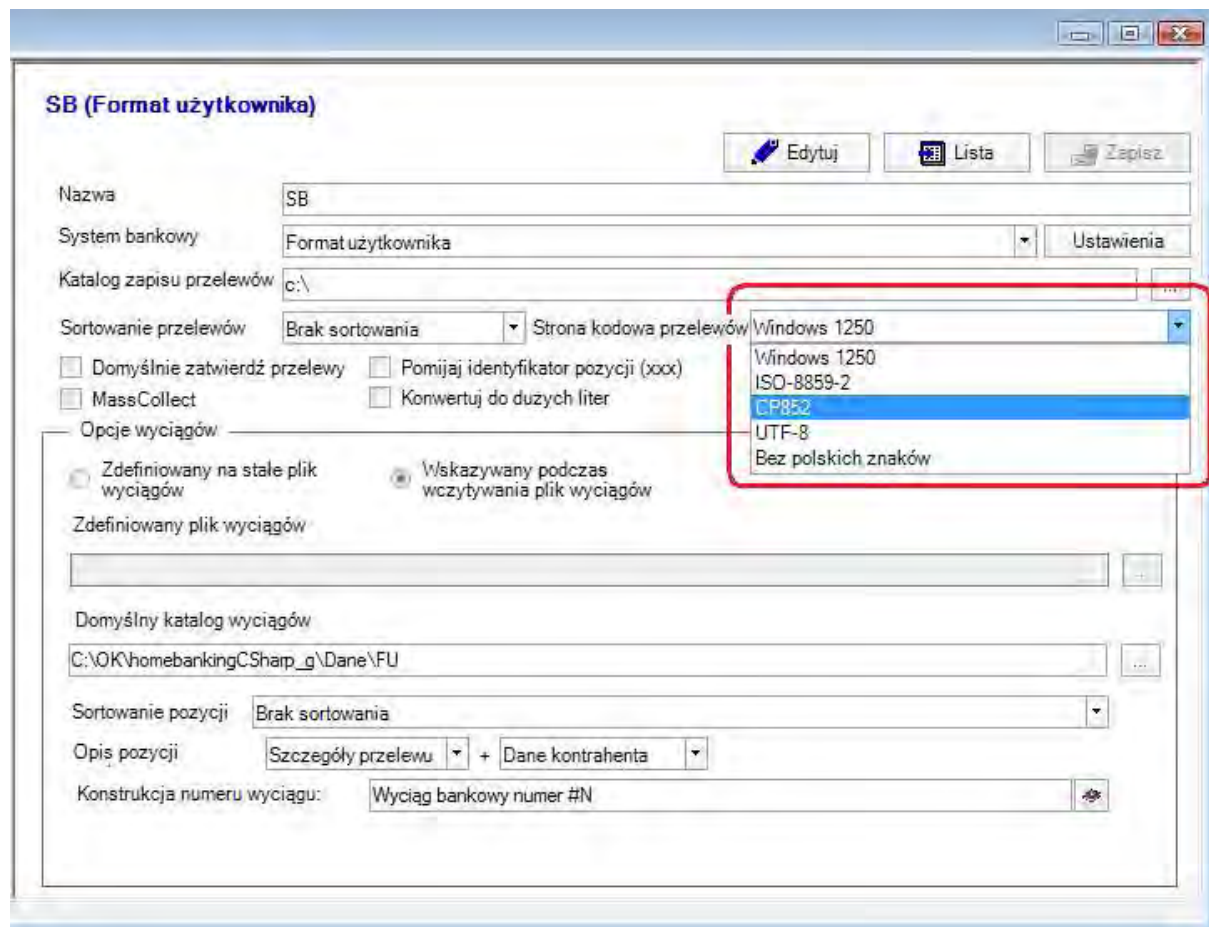 SB (Format użytkownika)
Edytuj Lista Zapisz
Nazwa SB
System bankowy Format użytkownika Ustawienia
Katalog zapisu przelewów c:\ ...
Sortowanie przelewów Brak sortowania Strona kodowa przelewów Windows 1250
Windows 1250
Domyślnie zatwierdź przelewy Pomijaj identyfikator pozycji (xxx)
ISO-8859-2
MassCollect Konwertuj do dużych liter
CP852
Opcje wyciągów
UTF-8
Bez polskich znaków
Zdefiniowany na stałe plik wyciągów
Wskazywany podczas wczytywania plik wyciągów
Zdefiniowany plik wyciągów
...
Domyślny katalog wyciągów
C:\OK\homebankingCSharp_g\Dane\FU ...
Sortowanie pozycji Brak sortowania
Opis pozycji Szczegóły przelewu + Dane kontrahenta
Konstrukcja numeru wyciągu: Wyciąg bankowy numer #N